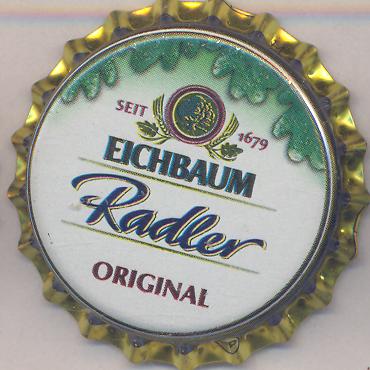 SEIT 1679
EICHBAUM
Radler
ORIGINAL